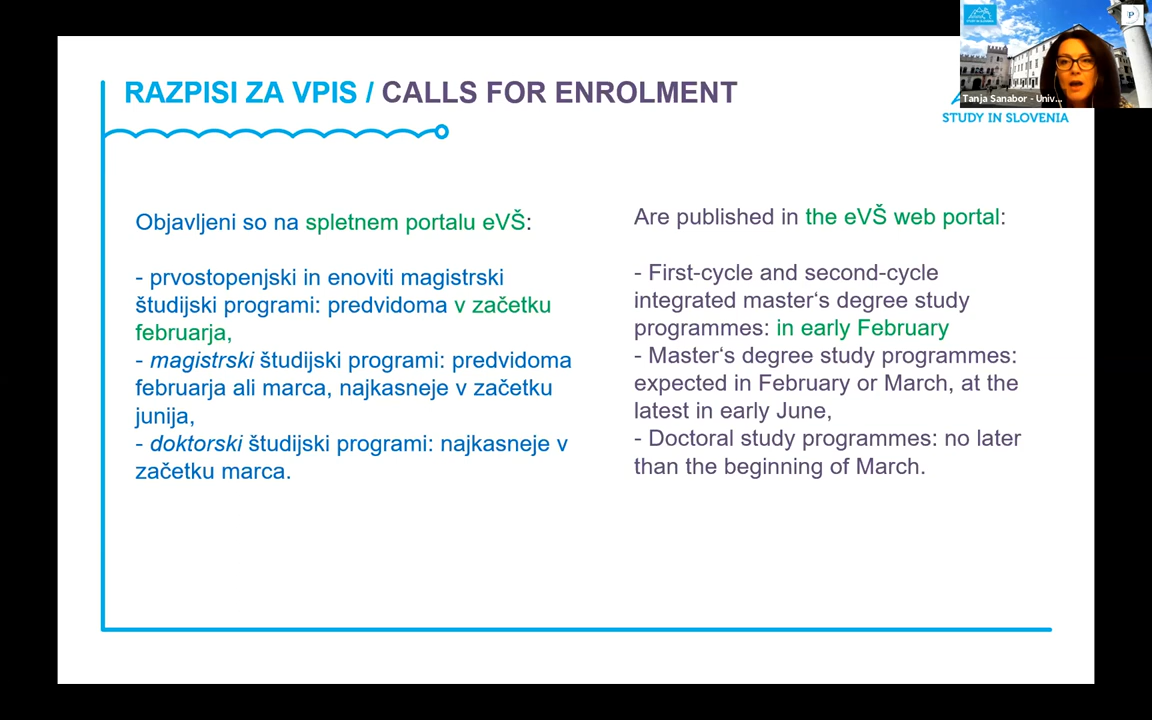 RAZPISI ZA VPIS / CALLS FOR ENROLMENT
STUDY IN SLOVENIA
Tanja Sanabor - Univ...
P
Objavljeni so na spletnem portalu eVŠ:
- prvostopenjski in enoviti magistrski
študijski programi: predvidoma v začetku
februarja,
- magistrski študijski programi: predvidoma
februarja ali marca, najkasneje v začetku
junija,
- doktorski študijski programi: najkasneje v
začetku marca.
Are published in the eVŠ web portal:
- First-cycle and second-cycle
integrated master‘s degree study
programmes: in early February
- Master‘s degree study programmes:
expected in February or March, at the
latest in early June,
- Doctoral study programmes: no later
than the beginning of March.